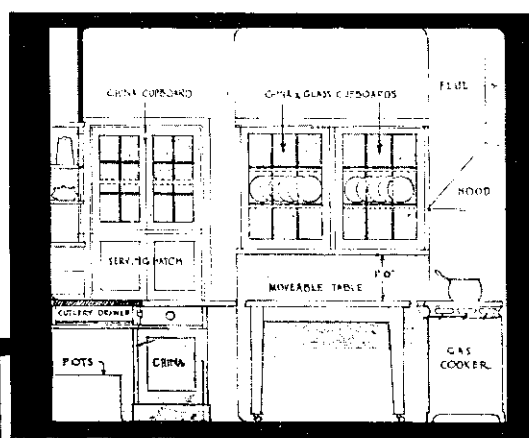 CHINA CUPBOARD
CHINA & GLASS CUPBOARDS
FLUE
HOOD
SERVING HATCH
1'0"
MOVEABLE TABLE
CUTLERY DRAWER
POTS
CHINA
GAS
COOKER